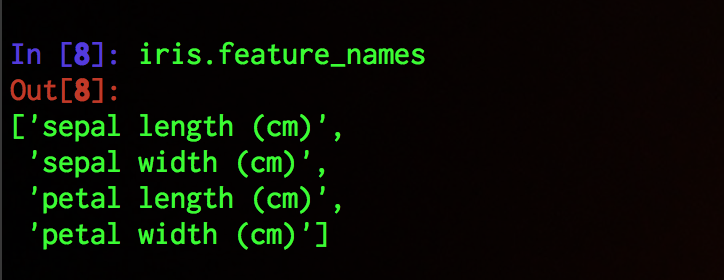 In [8]: iris.feature_names
Out[8]:
['sepal length (cm)',
 'sepal width (cm)',
 'petal length (cm)',
 'petal width (cm)']